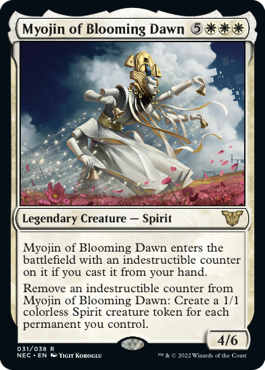 Myojin of Blooming Dawn 5
Legendary Creature — Spirit
Myojin of Blooming Dawn enters the
battlefield with an indestructible counter
on it if you cast it from your hand.
Remove an indestructible counter from
Myojin of Blooming Dawn: Create a 1/1
colorless Spirit creature token for each
permanent you control.
4/6
031/038 R
NEC • EN YIGIT KOROGLU
™ & © 2022 Wizards of the Coast